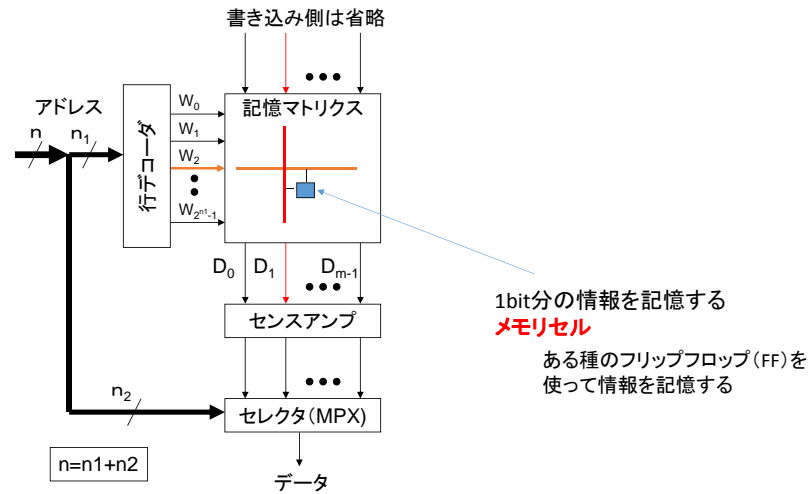 書き込み側は省略
アドレス
n
n₁
行デコーダ
W₀
W₁
W₂
W₂ⁿ¹₋₁
記憶マトリクス
D₀
D₁
Dm-1
センスアンプ
n₂
セレクタ(MPX)
n=n1+n2
データ
1bit分の情報を記憶する
メモリセル
ある種のフリップフロップ(FF)を
使って情報を記憶する